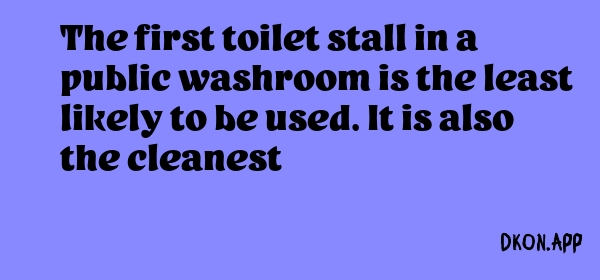 The first toilet stall in a
public washroom is the least
likely to be used. It is also
the cleanest
DKON.APP